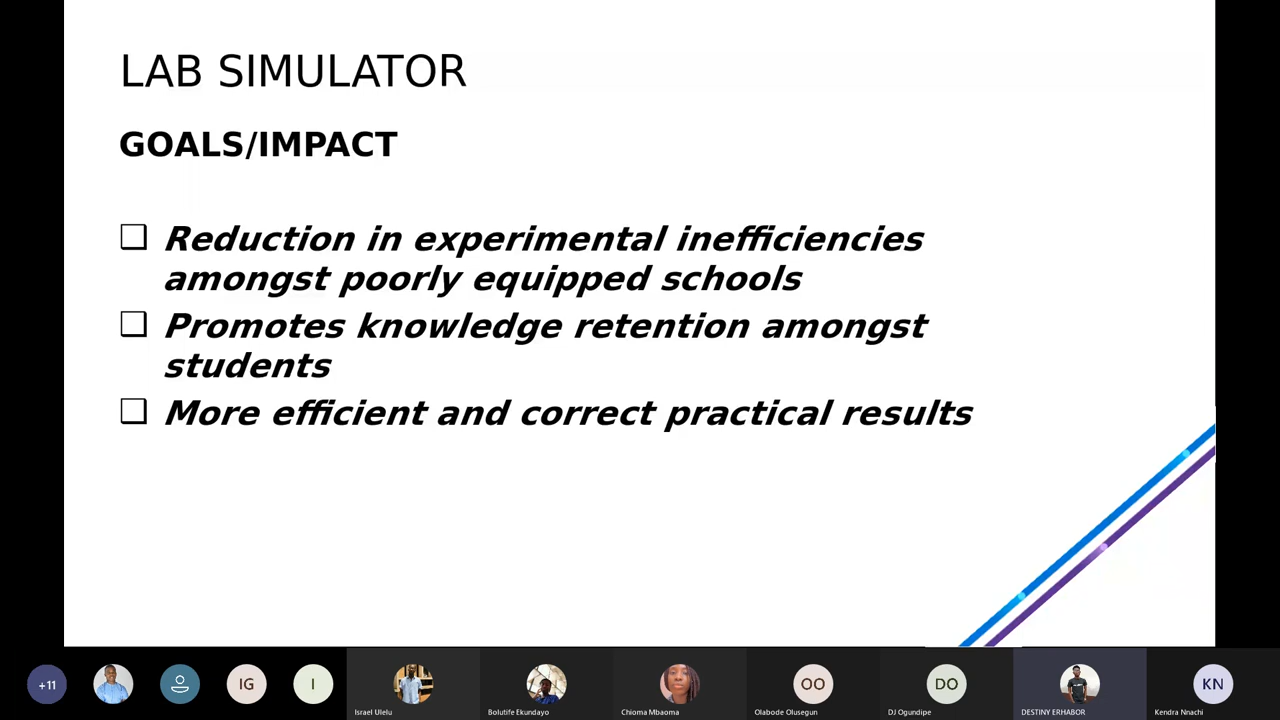 LAB SIMULATOR
GOALS/IMPACT
Reduction in experimental inefficiencies
amongst poorly equipped schools
Promotes knowledge retention amongst
students
More efficient and correct practical results
+11
IG
I
Israel Ulelu
Bolutife Ekundayo
Chioma Mbaoma
OO
Olabode Olusegun
DO
DJ Ogundipe
DESTINY ERHABOR
KN
Kendra Nnachi